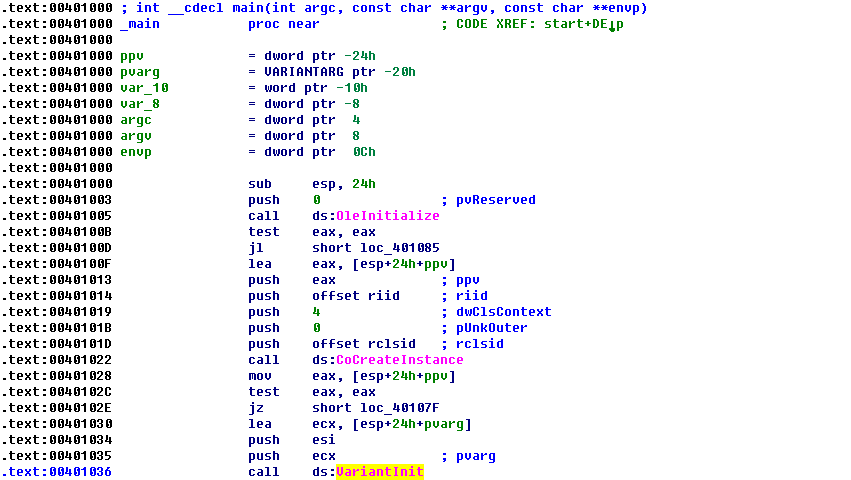 .text:00401000 ; int __cdecl main(int argc, const char **argv, const char **envp)
.text:00401000 _main           proc near               ; CODE XREF: start+DE↓p
.text:00401000
.text:00401000 ppv             = dword ptr -24h
.text:00401000 pvarg           = VARIANTARG ptr -20h
.text:00401000 var_10          = word ptr -10h
.text:00401000 var_8           = dword ptr -8
.text:00401000 argc            = dword ptr  4
.text:00401000 argv            = dword ptr  8
.text:00401000 envp            = dword ptr  0Ch
.text:00401000
.text:00401000                 sub     esp, 24h
.text:00401003                 push    0               ; pvReserved
.text:00401005                 call    ds:OleInitialize
.text:0040100B                 test    eax, eax
.text:0040100D                 jl      short loc_401085
.text:0040100F                 lea     eax, [esp+24h+ppv]
.text:00401013                 push    eax             ; ppv
.text:00401014                 push    offset riid     ; riid
.text:00401019                 push    4               ; dwClsContext
.text:0040101B                 push    0               ; pUnkOuter
.text:0040101D                 push    offset rclsid   ; rclsid
.text:00401022                 call    ds:CoCreateInstance
.text:00401028                 mov     eax, [esp+24h+ppv]
.text:0040102C                 test    eax, eax
.text:0040102E                 jz      short loc_40107F
.text:00401030                 lea     ecx, [esp+24h+pvarg]
.text:00401034                 push    esi
.text:00401035                 push    ecx             ; pvarg
.text:00401036                 call    ds:VariantInit